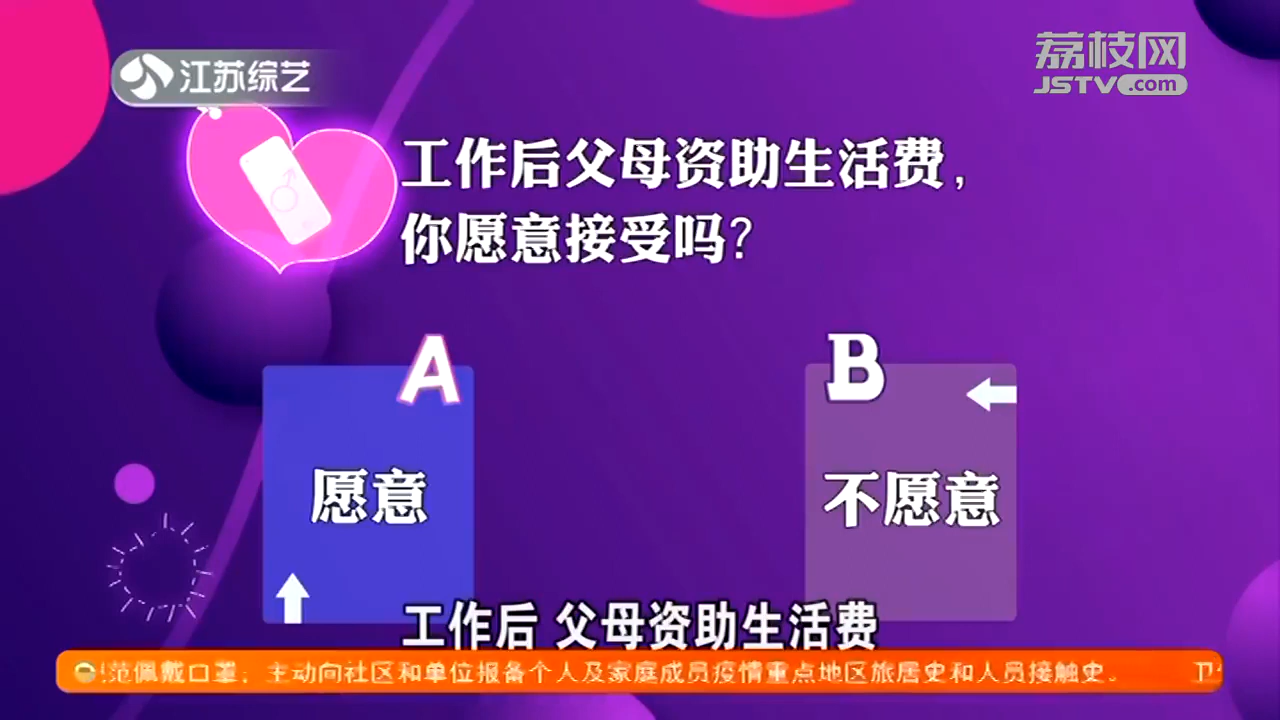 江苏综艺
荔枝网
JSTV.com
工作后父母资助生活费,
你愿意接受吗?
A
B
愿意
不愿意
工作后 父母资助生活费
范佩戴口罩;主动向社区和单位报备个人及家庭成员疫情重点地区旅居史和人员接触史。